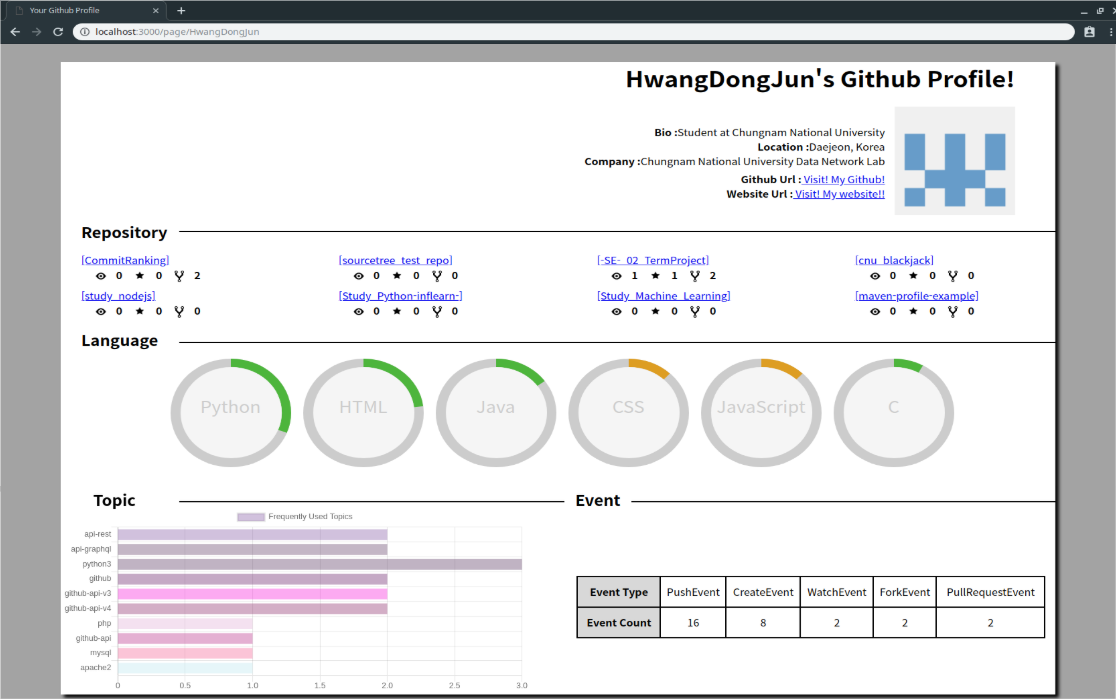 Your Github Profile
localhost:3000/page/HwangDongJun
HwangDongJun's Github Profile!
Bio :Student at Chungnam National University
Location :Daejeon, Korea
Company :Chungnam National University Data Network Lab
Github Url : Visit! My Github!
Website Url : Visit! My website!!
Repository
[CommitRanking] [sourcetree_test_repo] [-SE-_02_TermProject] [cnu_blackjack]
0 0 2 0 0 0 1 1 2 0 0 0
[study_nodejs] [Study_Python-inflearn-] [Study_Machine_Learning] [maven-profile-example]
0 0 0 0 0 0 0 0 0 0 0 0
Language
Python HTML Java CSS JavaScript C
Topic
Frequently Used Topics
api-rest
api-graphql
python3
github
github-api-v3
github-api-v4
php
github-api
mysql
apache2
0 0.5 1.0 1.5 2.0 2.5 3.0
Event
Event Type PushEvent CreateEvent WatchEvent ForkEvent PullRequestEvent
Event Count 16 8 2 2 2